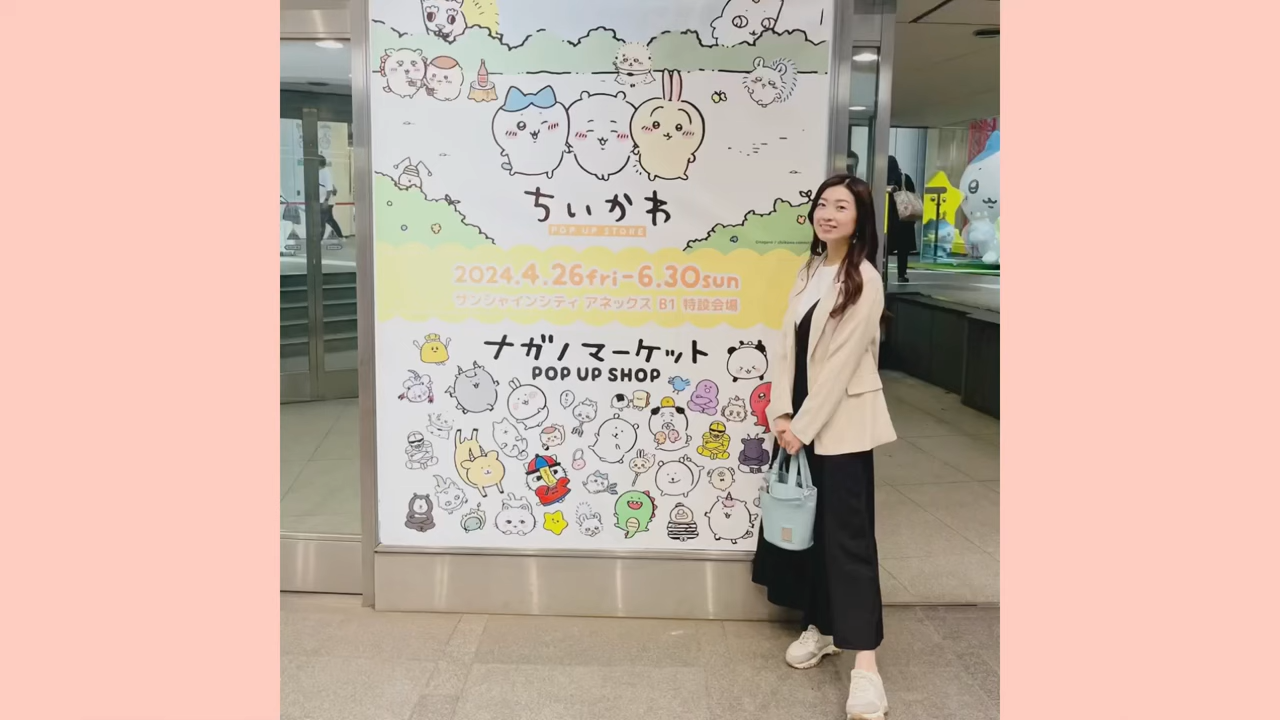 ちいかわ
POP UP STORE
2024.4.26fri-6.30sun
サンシャインシティ アネックス B1 特設会場
ナガノマーケット
POP UP SHOP